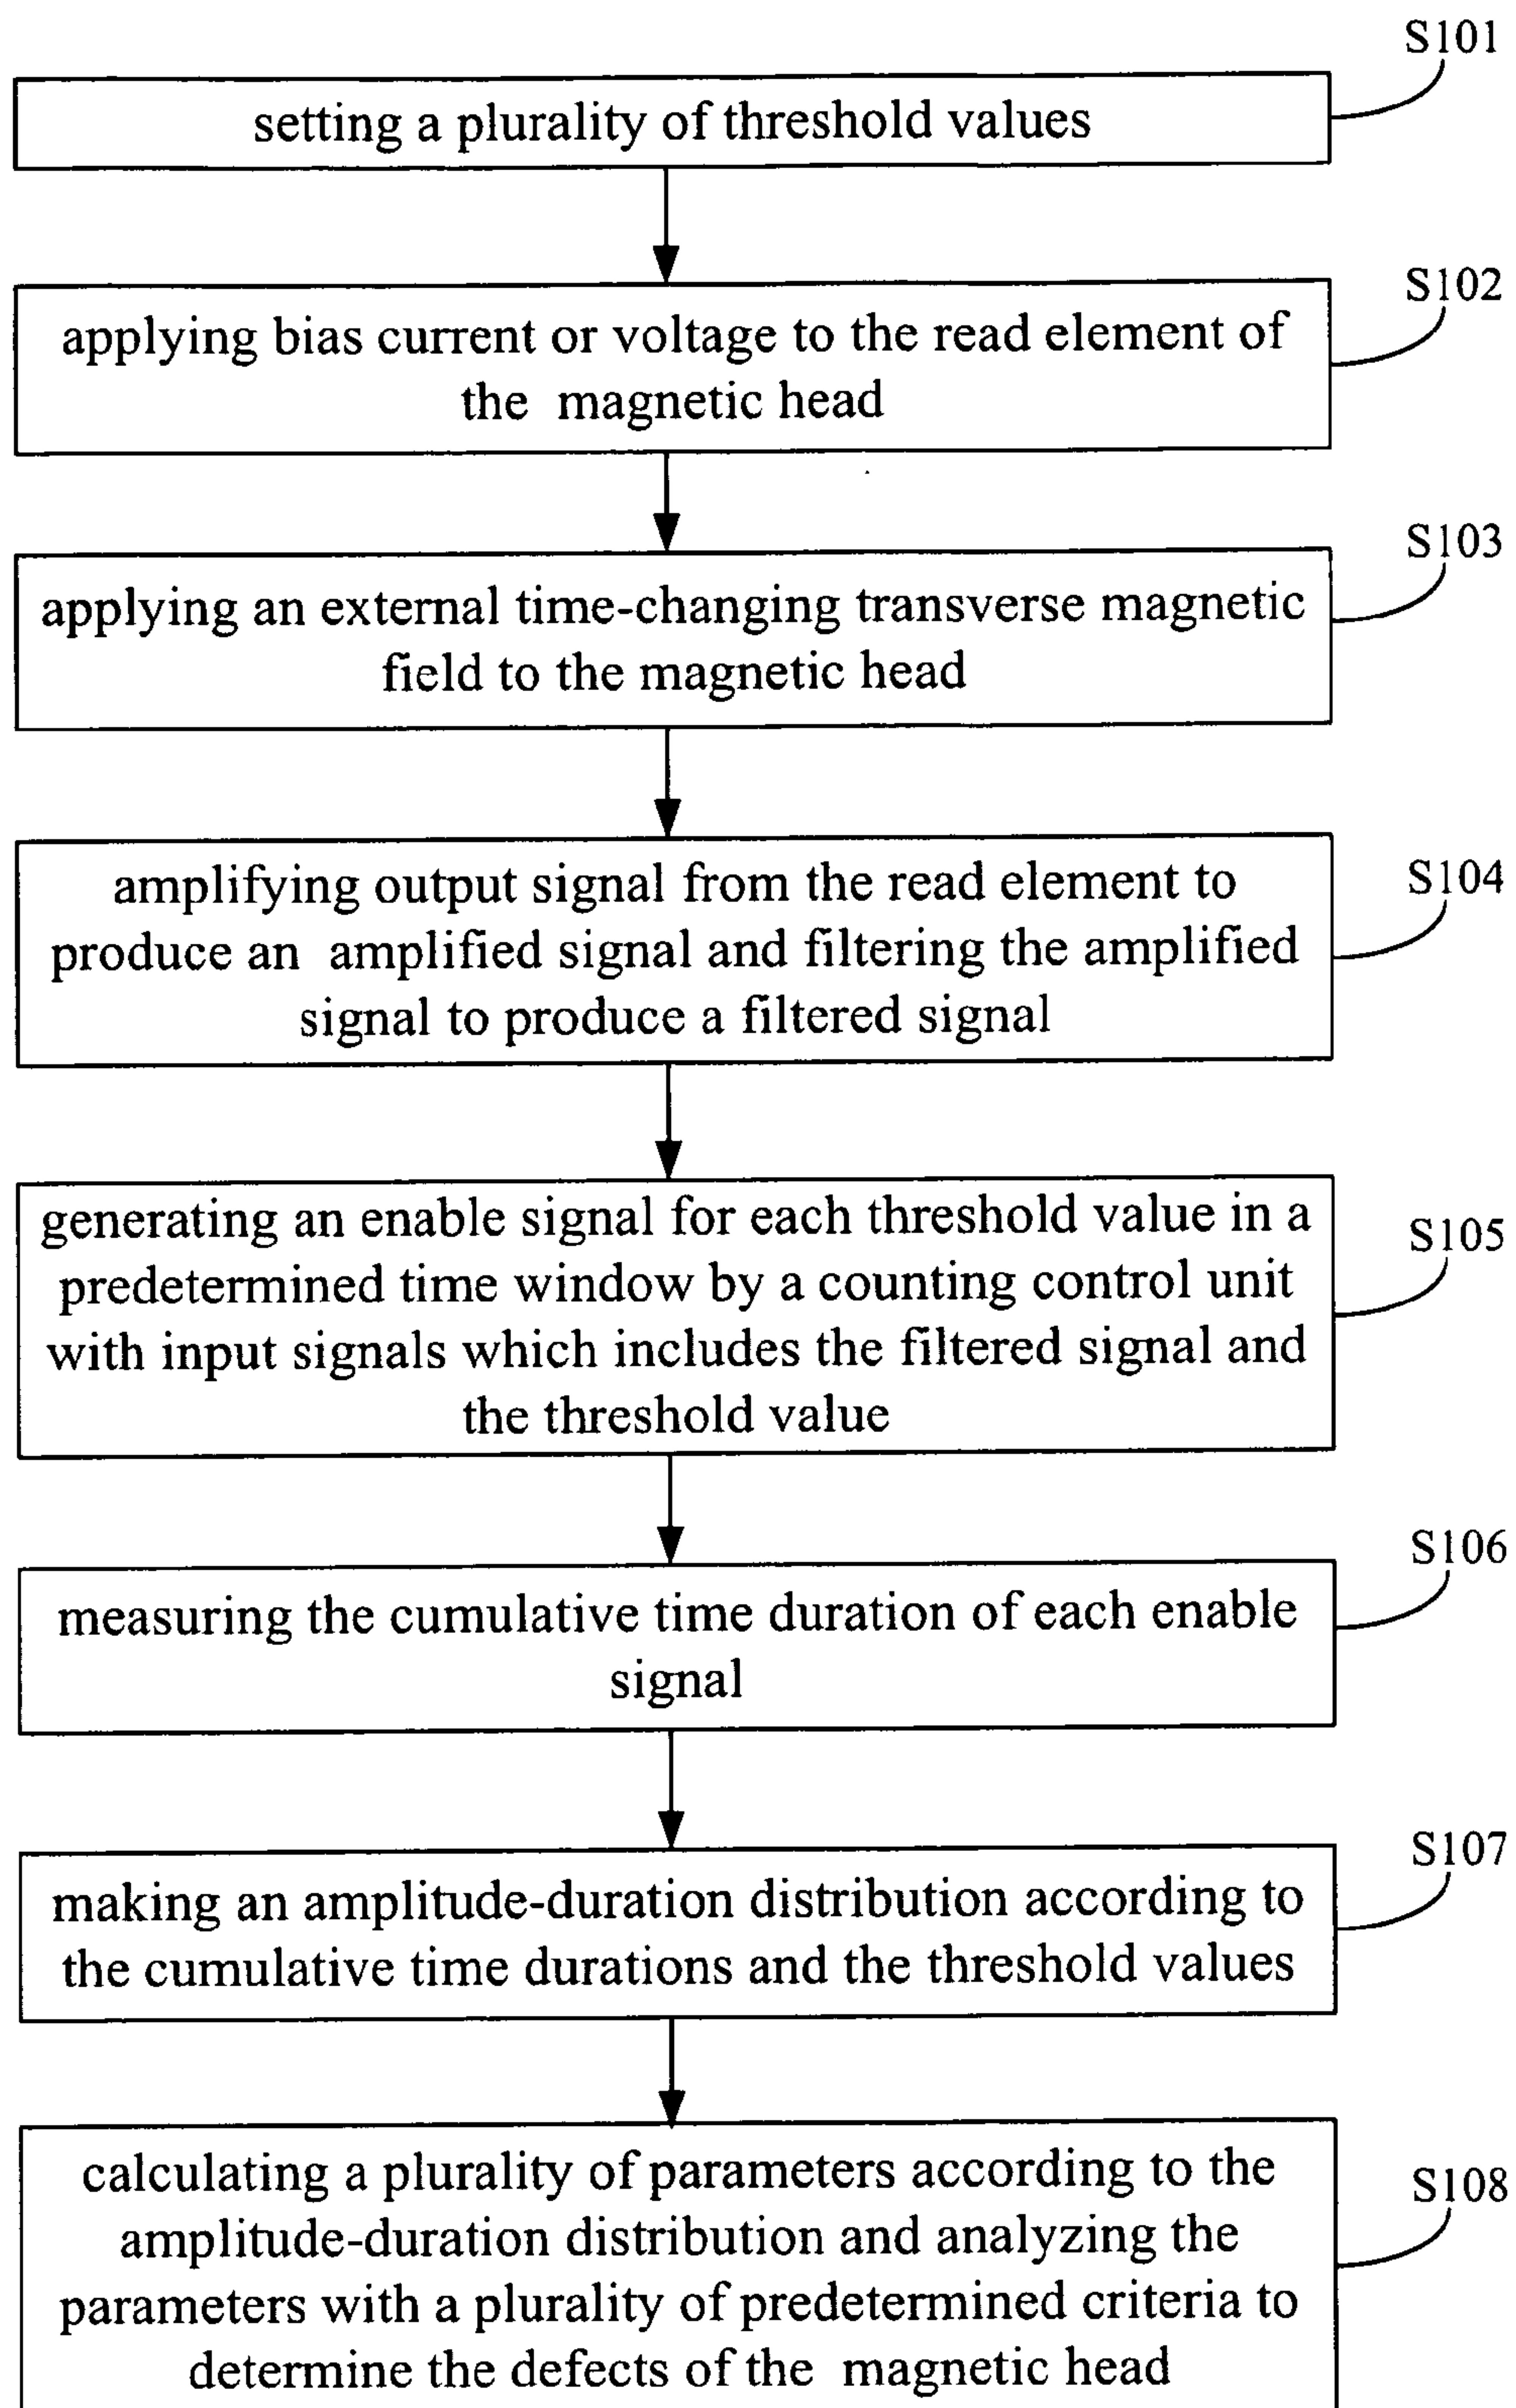 S101
setting a plurality of threshold values
S102
applying bias current or voltage to the read element of
the magnetic head
S103
applying an external time-changing transverse magnetic
field to the magnetic head
S104
amplifying output signal from the read element to
produce an amplified signal and filtering the amplified
signal to produce a filtered signal
S105
generating an enable signal for each threshold value in a
predetermined time window by a counting control unit
with input signals which includes the filtered signal and
the threshold value
S106
measuring the cumulative time duration of each enable
signal
S107
making an amplitude-duration distribution according to
the cumulative time durations and the threshold values
S108
calculating a plurality of parameters according to the
amplitude-duration distribution and analyzing the
parameters with a plurality of predetermined criteria to
determine the defects of the magnetic head